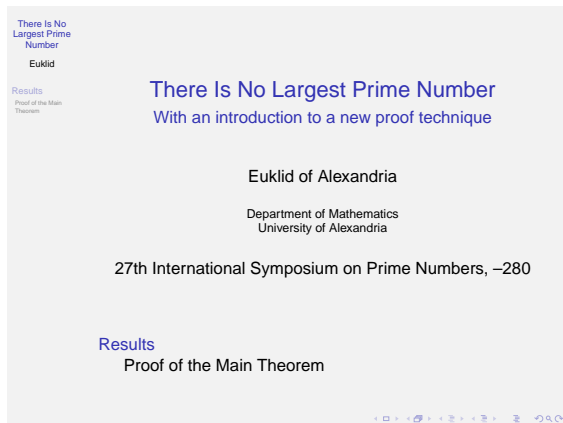 There Is No
Largest Prime
Number
Euklid
Results
Proof of the Main
Theorem
There Is No Largest Prime Number
With an introduction to a new proof technique
Euklid of Alexandria
Department of Mathematics
University of Alexandria
27th International Symposium on Prime Numbers, –280
Results
Proof of the Main Theorem